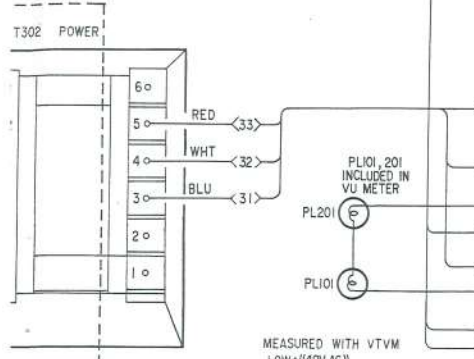 T302 POWER
6
5 RED 33
4 WHT 32
3 BLU 31
2
1
PL101, 201
INCLUDED IN
VU METER
PL201
PL101
MEASURED WITH VTVM